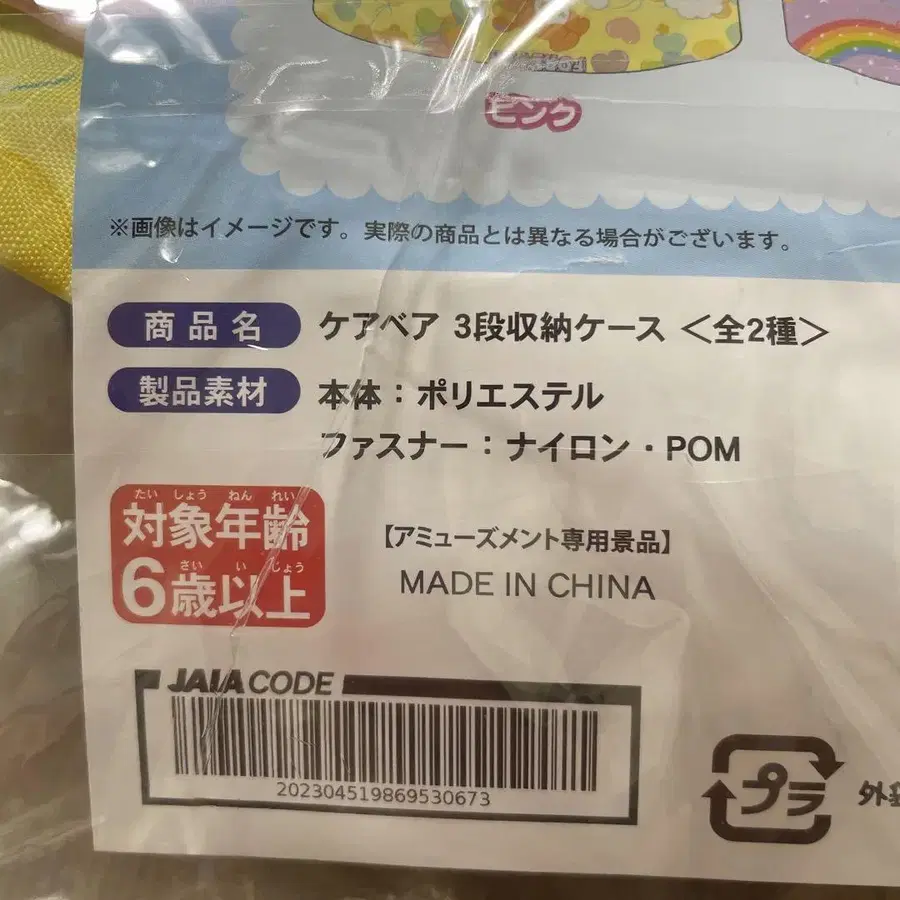 ピンク
※画像はイメージです。実際の商品とは異なる場合がございます。
商品名 ケアベア 3段収納ケース <全2種>
製品素材 本体：ポリエステル
ファスナー：ナイロン・POM
たいしょうねんれい
対象年齢
さいいじょう
6歳以上
【アミューズメント専用景品】
MADE IN CHINA
JAIA CODE
202304519869530673
プラ
外袋